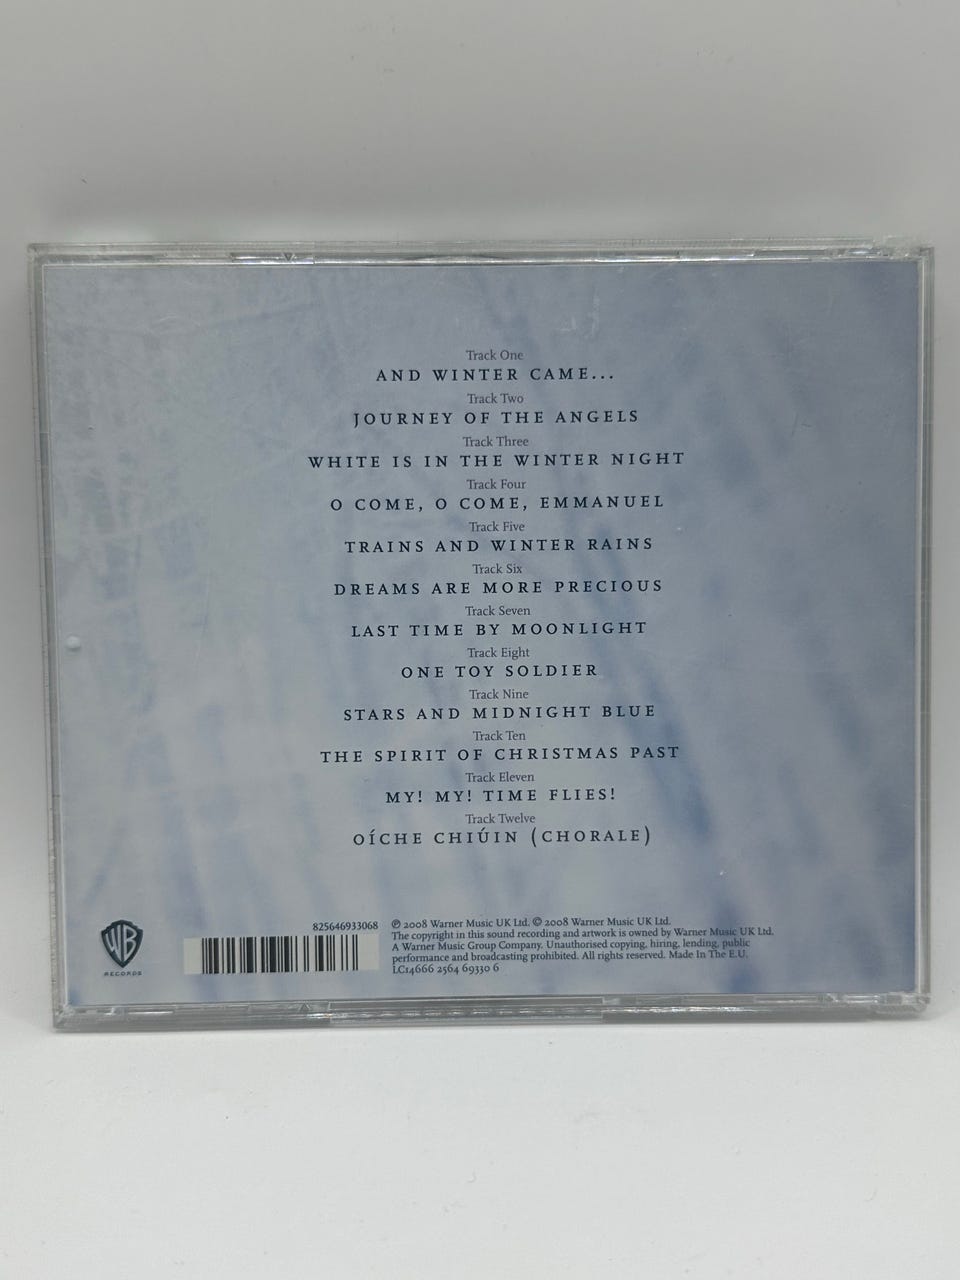 Track One
AND WINTER CAME...
Track Two
JOURNEY OF THE ANGELS
Track Three
WHITE IS IN THE WINTER NIGHT
Track Four
O COME, O COME, EMMANUEL
Track Five
TRAINS AND WINTER RAINS
Track Six
DREAMS ARE MORE PRECIOUS
Track Seven
LAST TIME BY MOONLIGHT
Track Eight
ONE TOY SOLDIER
Track Nine
STARS AND MIDNIGHT BLUE
Track Ten
THE SPIRIT OF CHRISTMAS PAST
Track Eleven
MY! MY! TIME FLIES!
Track Twelve
OÍCHE CHIÚIN (CHORALE)
WB
RECORDS
825646933068
℗ 2008 Warner Music UK Ltd. © 2008 Warner Music UK Ltd.
The copyright in this sound recording and artwork is owned by Warner Music UK Ltd.
A Warner Music Group Company. Unauthorised copying, hiring, lending, public
performance and broadcasting prohibited. All rights reserved. Made In The E.U.
LC14666 2564 69330 6